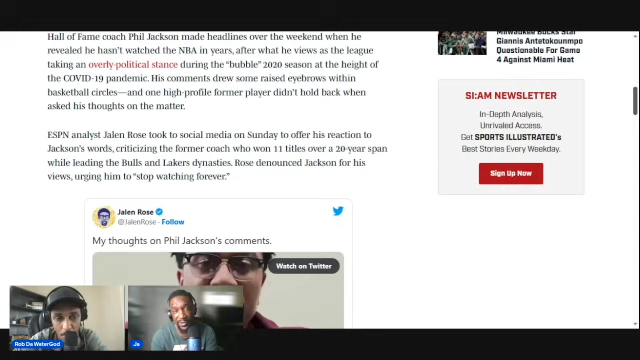 Hall of Fame coach Phil Jackson made headlines over the weekend when he
revealed he hasn't watched the NBA in years, after what he views as the league
taking an overly-political stance during the "bubble" 2020 season at the height of
the COVID-19 pandemic. His comments drew some raised eyebrows within
basketball circles—and one high-profile former player didn't hold back when
asked his thoughts on the matter.
ESPN analyst Jalen Rose took to social media on Sunday to offer his reaction to
Jackson's words, criticizing the former coach who won 11 titles over a 20-year span
while leading the Bulls and Lakers dynasties. Rose denounced Jackson for his
views, urging him to "stop watching forever."
Jalen Rose
@JalenRose · Follow
My thoughts on Phil Jackson's comments.
Watch on Twitter
Rob Da WaterGod
Ja
Milwaukee Bucks Star
Giannis Antetokounmpo
Questionable For Game
4 Against Miami Heat
SI:AM NEWSLETTER
In-Depth Analysis,
Unrivaled Access.
Get SPORTS ILLUSTRATED's
Best Stories Every Weekday.
Sign Up Now